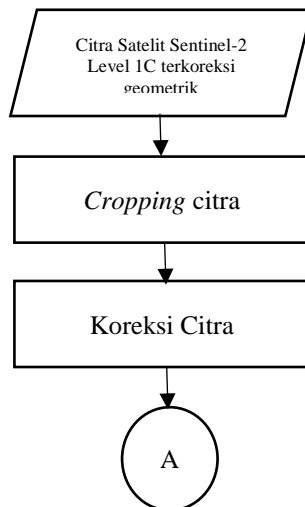 Citra Satelit Sentinel-2
Level 1C terkoreksi
geometrik
Cropping citra
Koreksi Citra
A